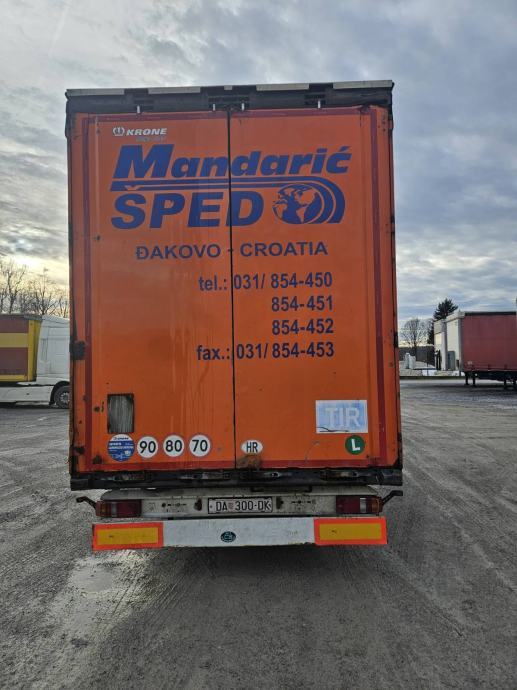 KRONE
Mandarić
ŠPED
ĐAKOVO - CROATIA
tel.: 031/ 854-450
854-451
854-452
fax.: 031/ 854-453
TIR
90 80 70
HR
L
DA 300-DK